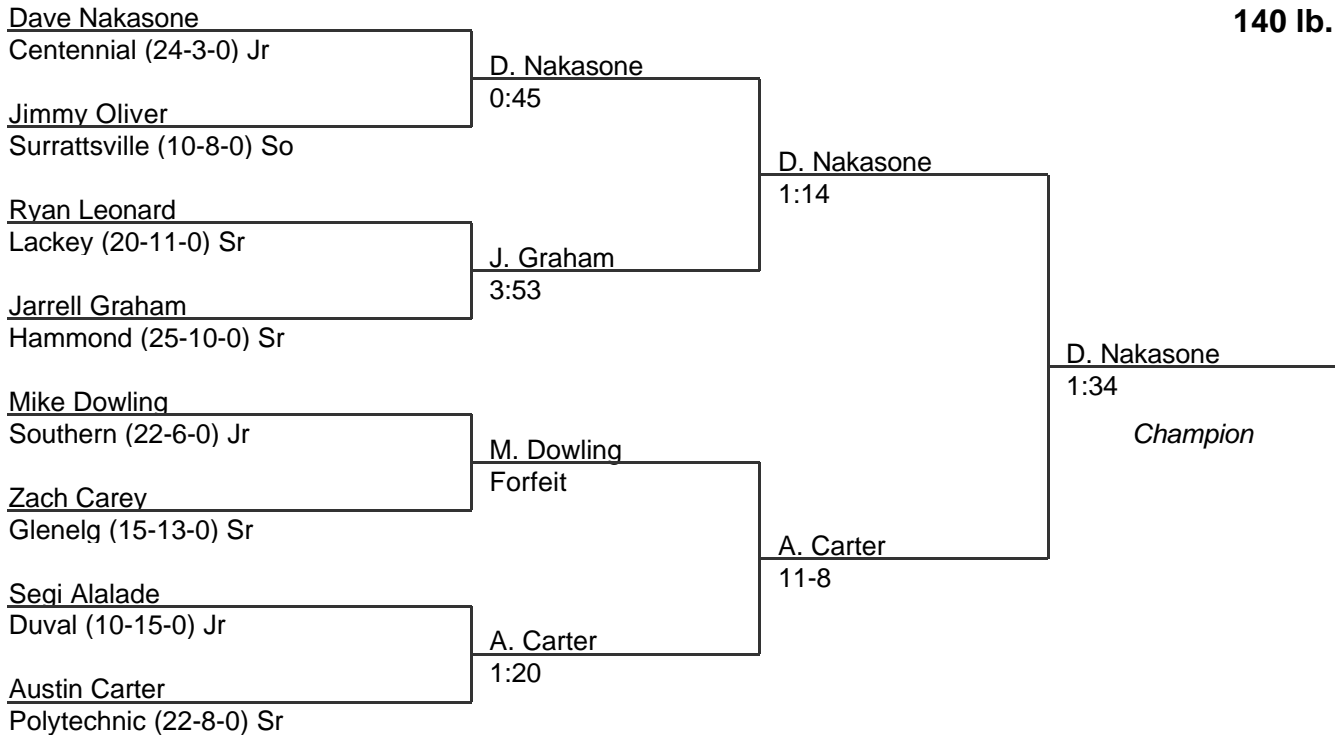 140 lb.
Dave Nakasone
Centennial (24-3-0) Jr
D. Nakasone
0:45
Jimmy Oliver
Surrattsville (10-8-0) So
D. Nakasone
1:14
Ryan Leonard
Lackey (20-11-0) Sr
J. Graham
3:53
Jarrell Graham
Hammond (25-10-0) Sr
D. Nakasone
1:34
Champion
Mike Dowling
Southern (22-6-0) Jr
M. Dowling
Forfeit
Zach Carey
Glenelg (15-13-0) Sr
A. Carter
11-8
Segi Alalade
Duval (10-15-0) Jr
A. Carter
1:20
Austin Carter
Polytechnic (22-8-0) Sr